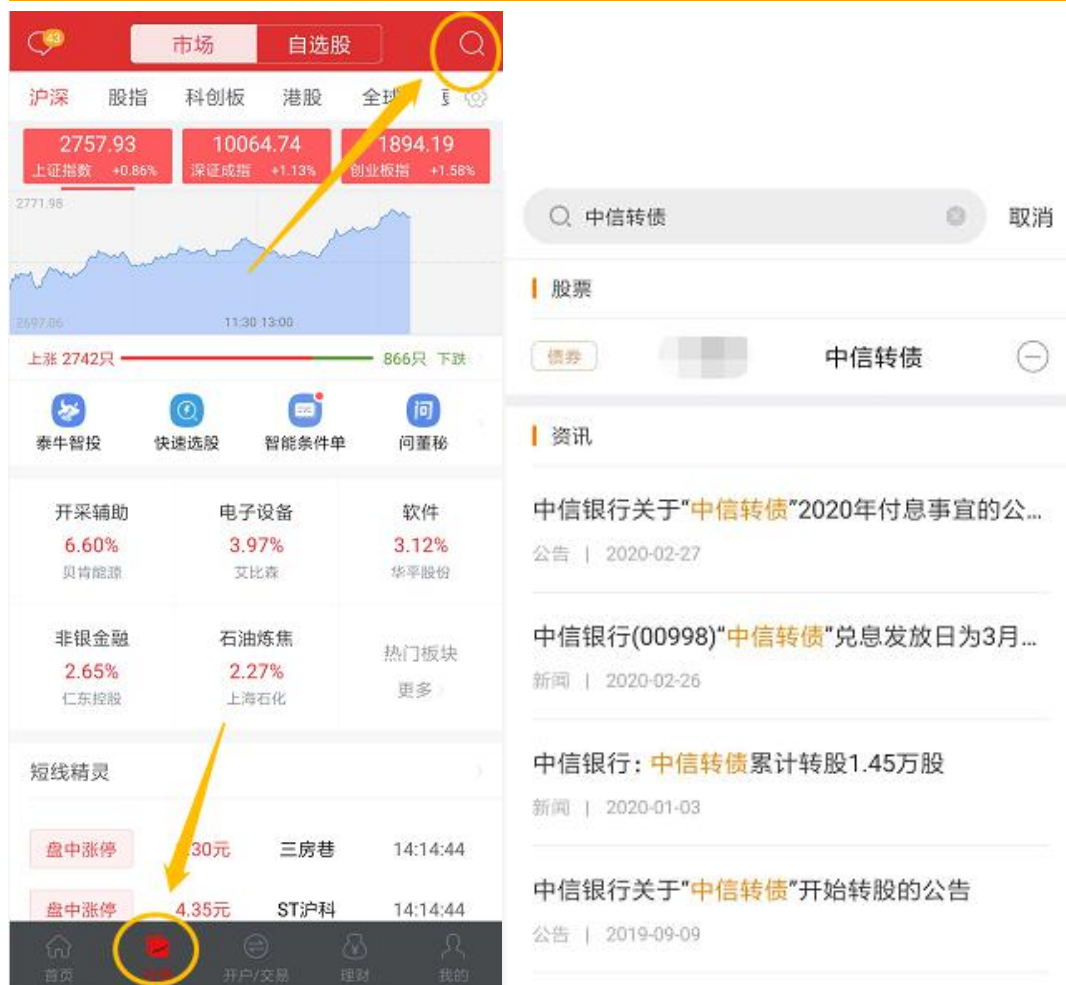 43
市场 自选股
沪深 股指 科创板 港股 全球
2757.93
上证指数 +0.86%
10064.74
深证成指 +1.13%
1894.19
创业板指 +1.58%
2771.98
2697.06
11:30 13:00
上涨 2742只
866只 下跌
泰牛智投 快速选股 智能条件单 问董秘
问
开采辅助 电子设备 软件
6.60% 3.97% 3.12%
贝肯能源 艾比森 华平股份
非银金融 石油炼焦
2.65% 2.27%
仁东控股 上海石化
热门板块
更多
短线精灵
盘中涨停 .30元 三房巷 14:14:44
盘中涨停 4.35元 ST沪科 14:14:44
首页 开户/交易 理财 我的
中信转债 取消
股票
债券 中信转债
资讯
中信银行关于“中信转债”2020年付息事宜的公...
公告 | 2020-02-27
中信银行(00998)“中信转债”兑息发放日为3月...
新闻 | 2020-02-26
中信银行：中信转债累计转股1.45万股
新闻 | 2020-01-03
中信银行关于“中信转债”开始转股的公告
公告 | 2019-09-09